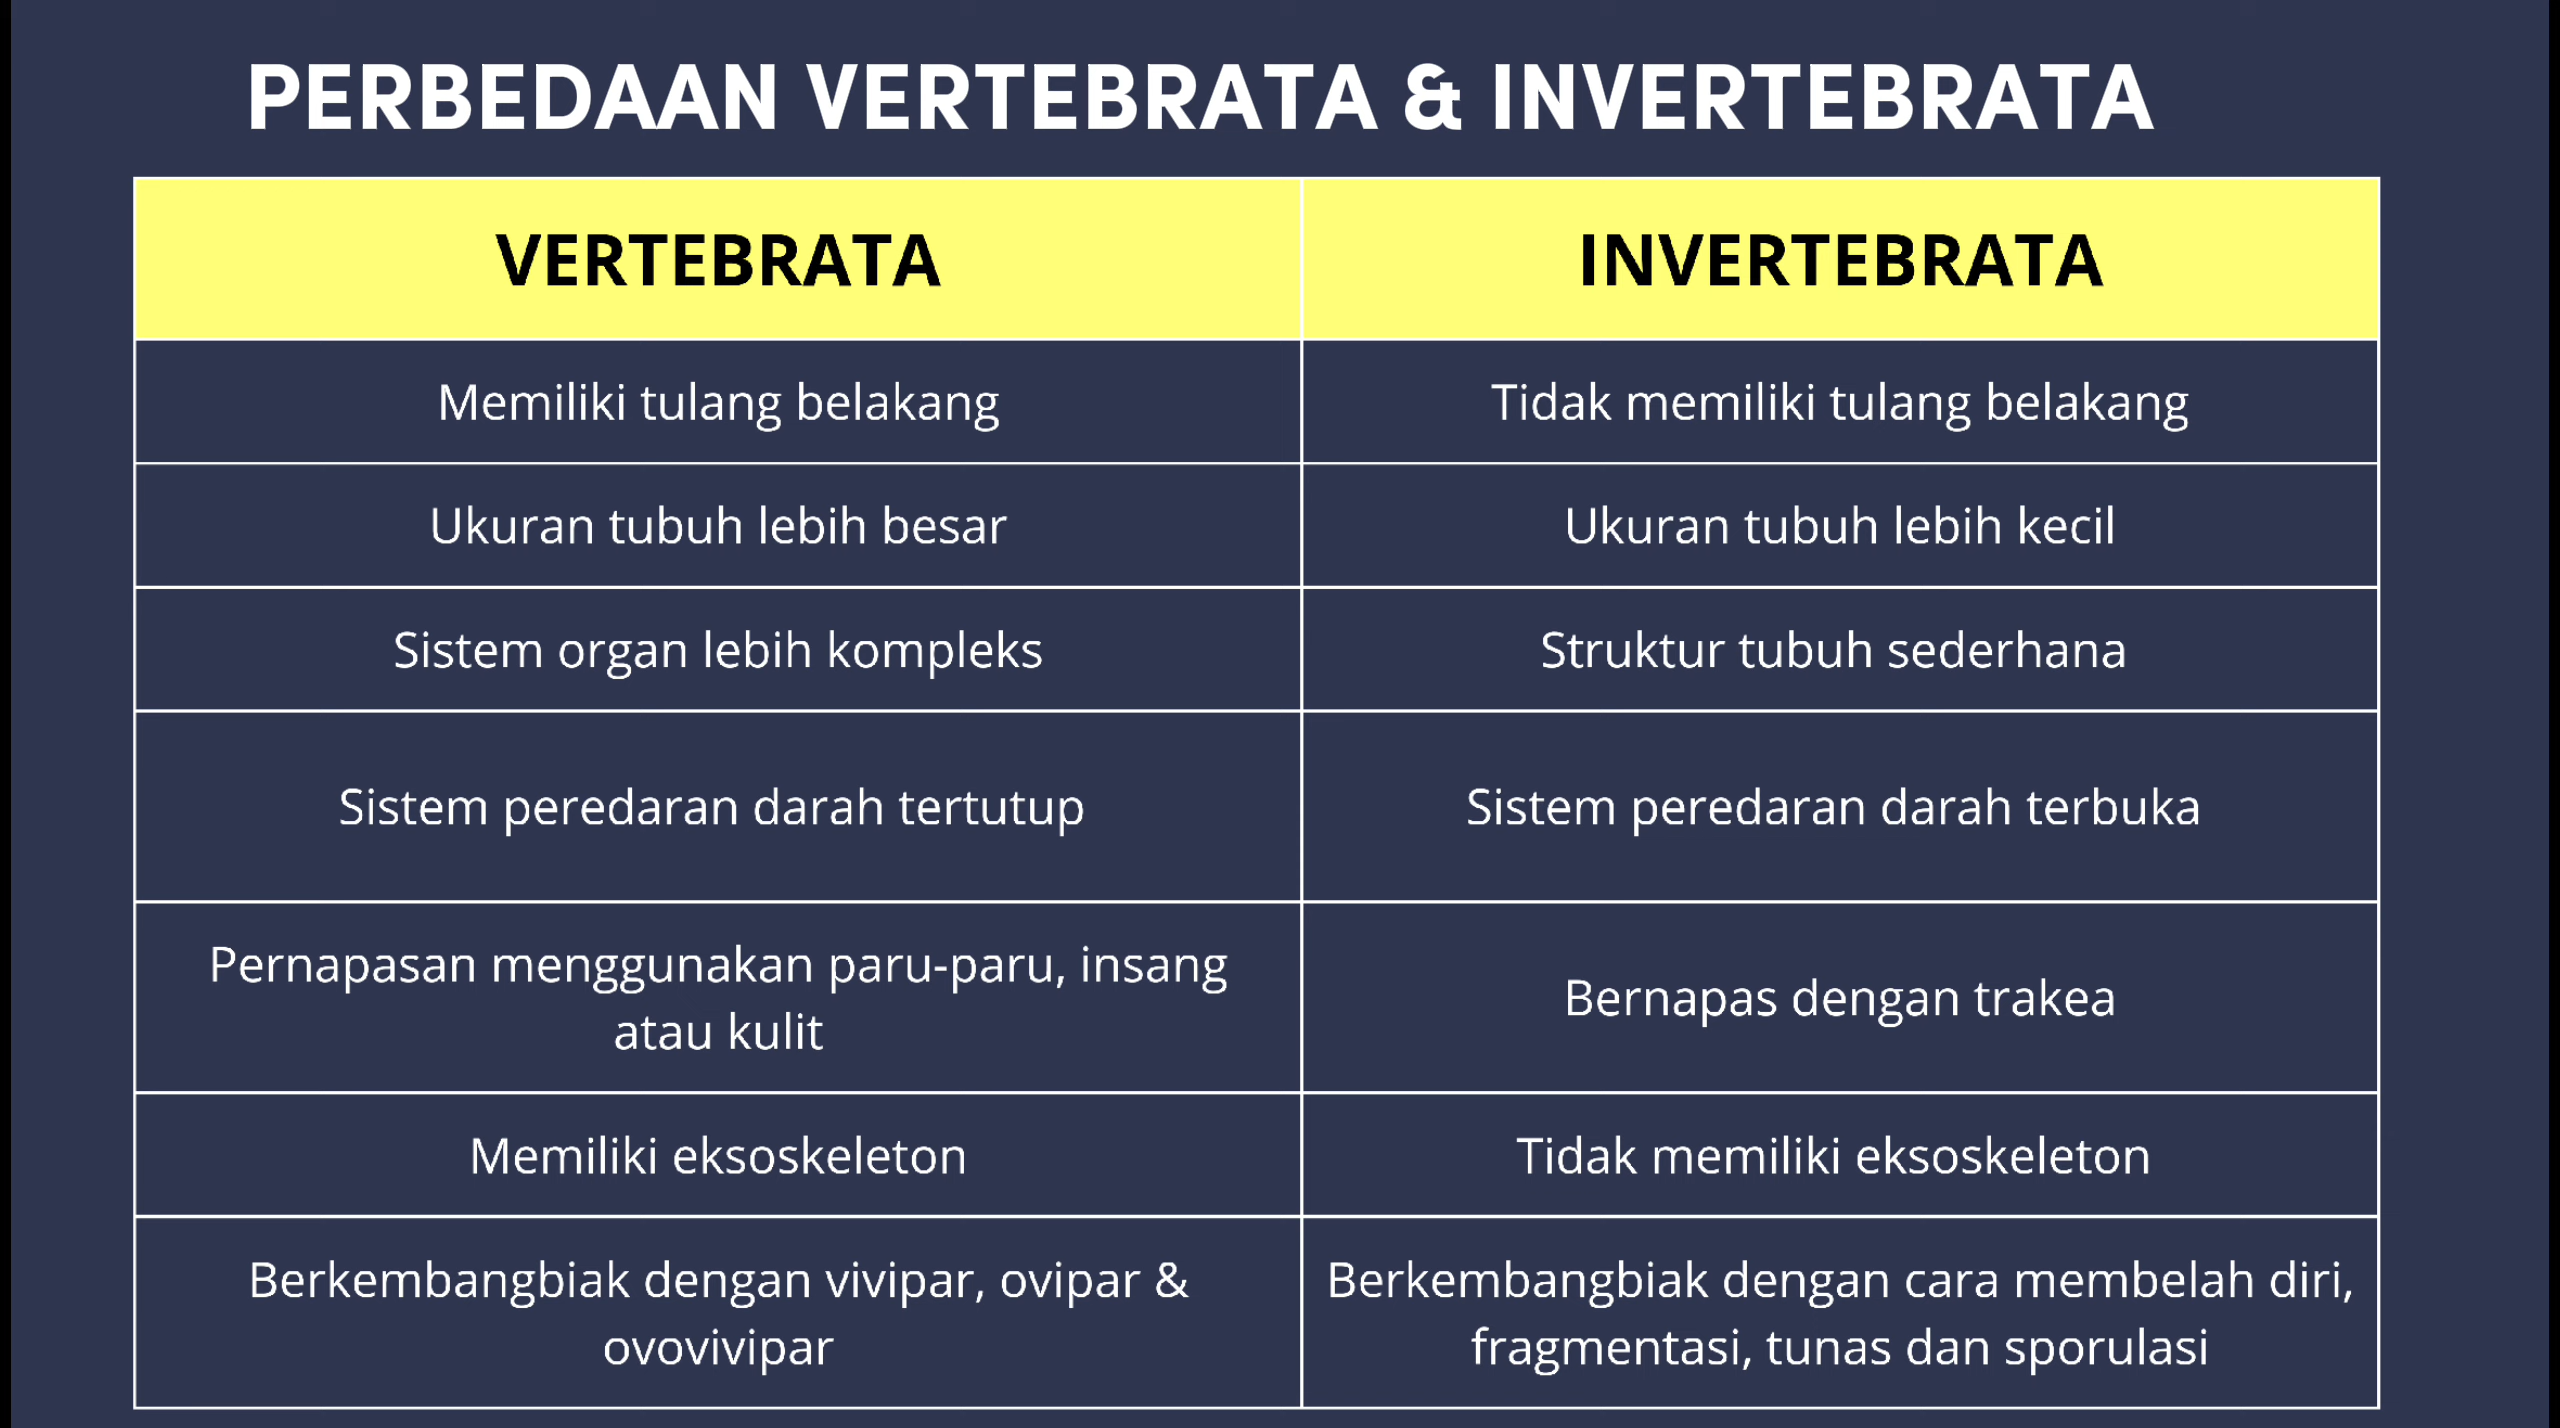 PERBEDAAN VERTEBRATA & INVERTEBRATA
VERTEBRATA
INVERTEBRATA
Memiliki tulang belakang
Tidak memiliki tulang belakang
Ukuran tubuh lebih besar
Ukuran tubuh lebih kecil
Sistem organ lebih kompleks
Struktur tubuh sederhana
Sistem peredaran darah tertutup
Sistem peredaran darah terbuka
Pernapasan menggunakan paru-paru, insang
atau kulit
Bernapas dengan trakea
Memiliki eksoskeleton
Tidak memiliki eksoskeleton
Berkembangbiak dengan vivipar, ovipar &
ovovivipar
Berkembangbiak dengan cara membelah diri,
fragmentasi, tunas dan sporulasi